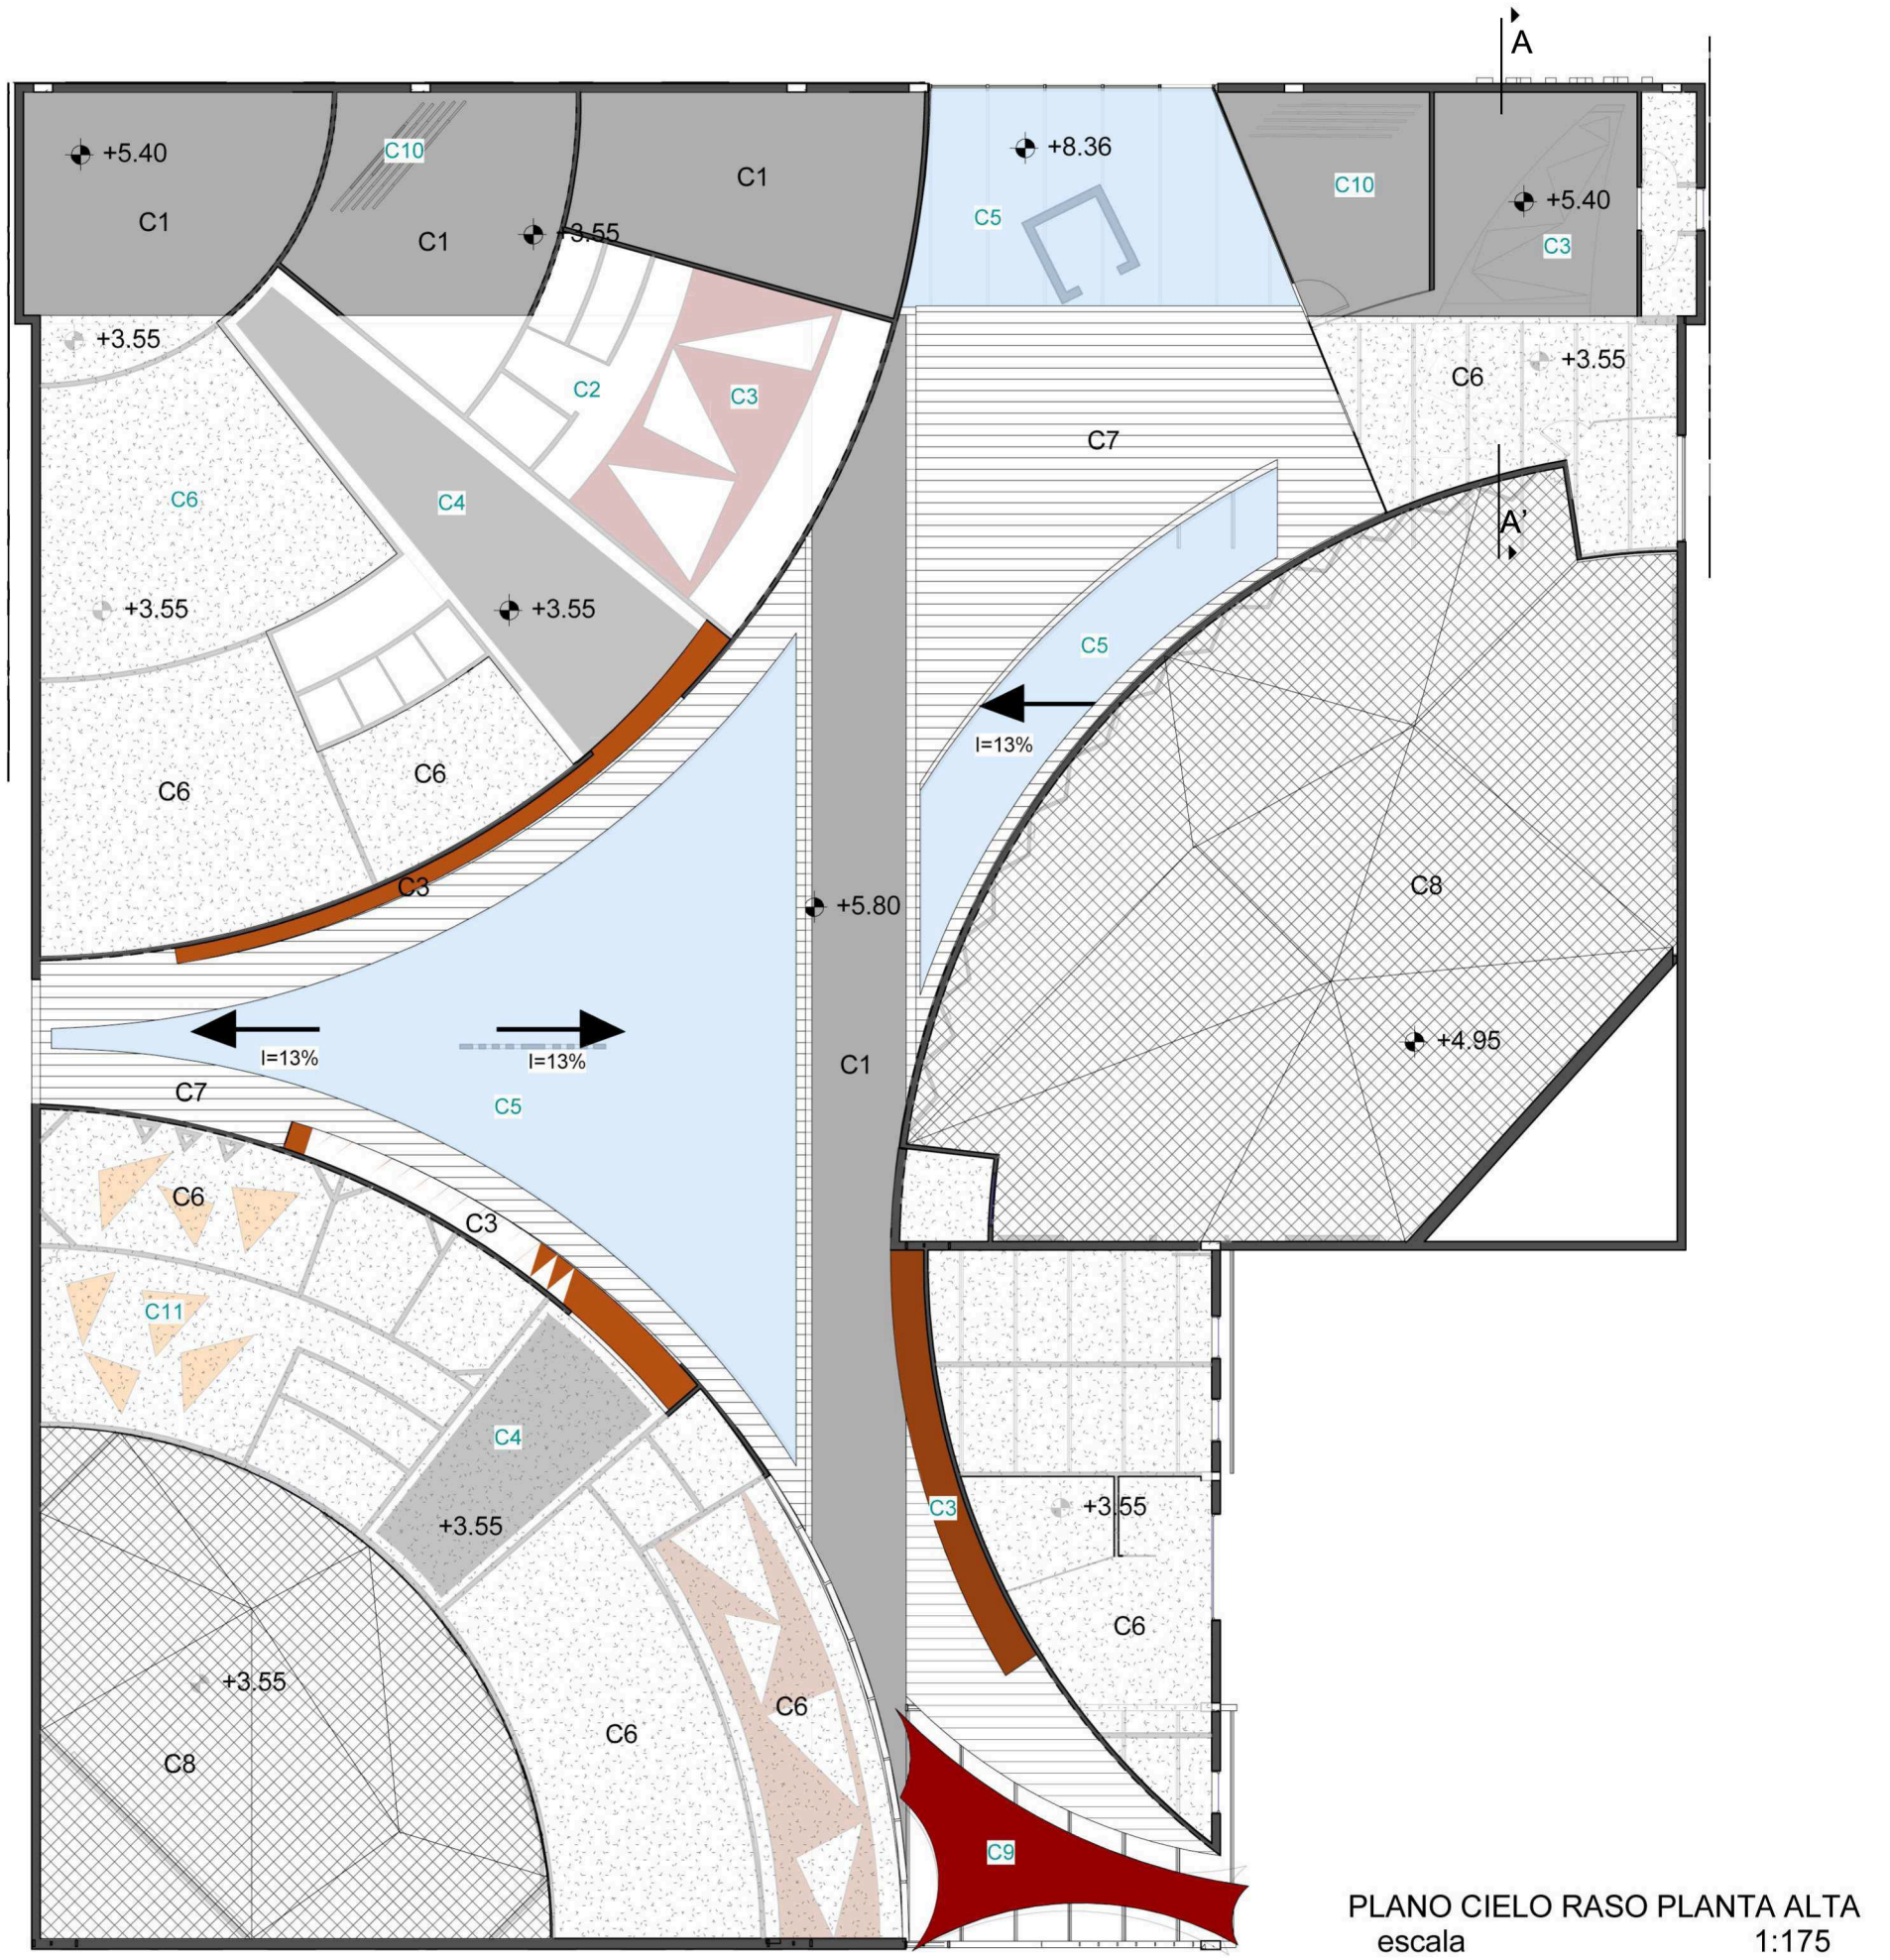 A
+5.40
C10
C1
+8.36
C10
+5.40
C1
C1
+3.55
C5
C3
+3.55
+3.55
C6
C2
C3
C7
C6
C4
A'
+3.55
+3.55
C5
I=13%
C6
C6
C3
C8
+5.80
I=13%
I=13%
+4.95
C1
C7
C5
C6
C3
C11
C4
+3.55
C3
+3.55
C6
+3.55
C6
C6
C8
C9
PLANO CIELO RASO PLANTA ALTA
escala 1:175